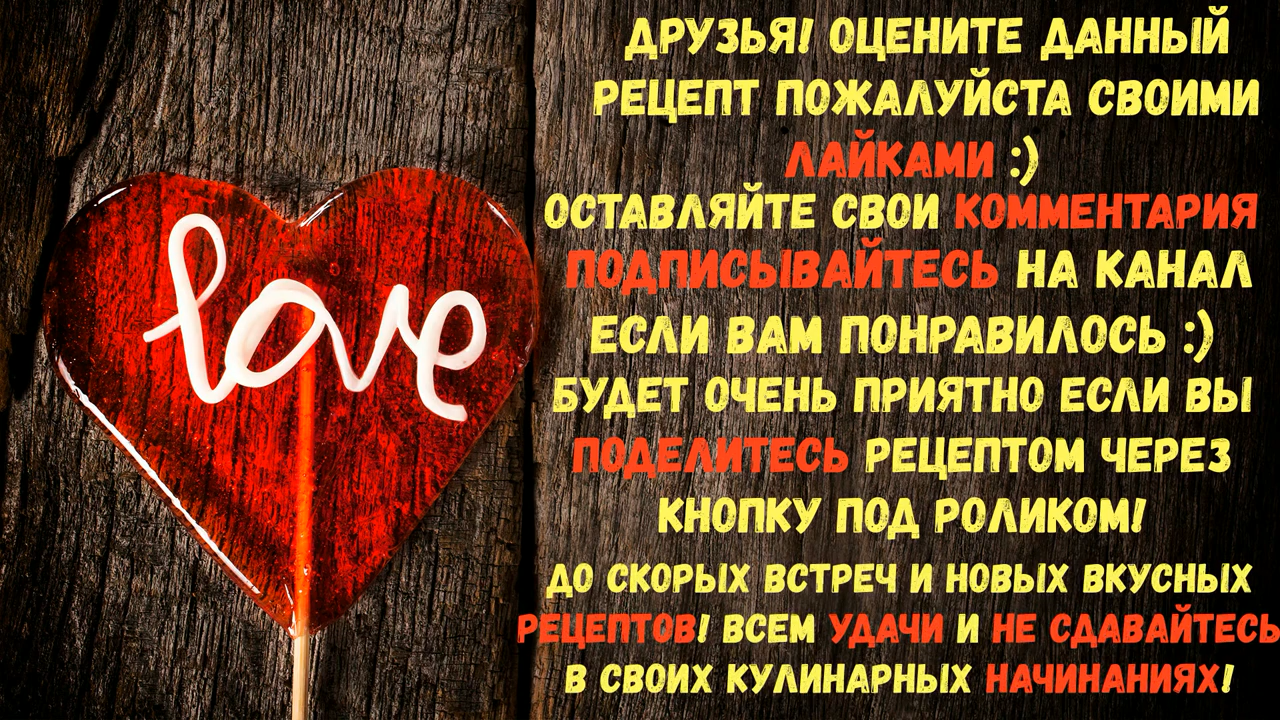 love
ДРУЗЬЯ! ОЦЕНИТЕ ДАННЫЙ
РЕЦЕПТ ПОЖАЛУЙСТА СВОИМИ
ЛАЙКАМИ :)
ОСТАВЛЯЙТЕ СВОИ КОММЕНТАРИЯ
ПОДПИСЫВАЙТЕСЬ НА КАНАЛ
ЕСЛИ ВАМ ПОНРАВИЛОСЬ :)
БУДЕТ ОЧЕНЬ ПРИЯТНО ЕСЛИ ВЫ
ПОДЕЛИТЕСЬ РЕЦЕПТОМ ЧЕРЕЗ
КНОПКУ ПОД РОЛИКОМ!
ДО СКОРЫХ ВСТРЕЧ И НОВЫХ ВКУСНЫХ
РЕЦЕПТОВ! ВСЕМ УДАЧИ И НЕ СДАВАЙТЕСЬ
В СВОИХ КУЛИНАРНЫХ НАЧИНАНИЯХ!